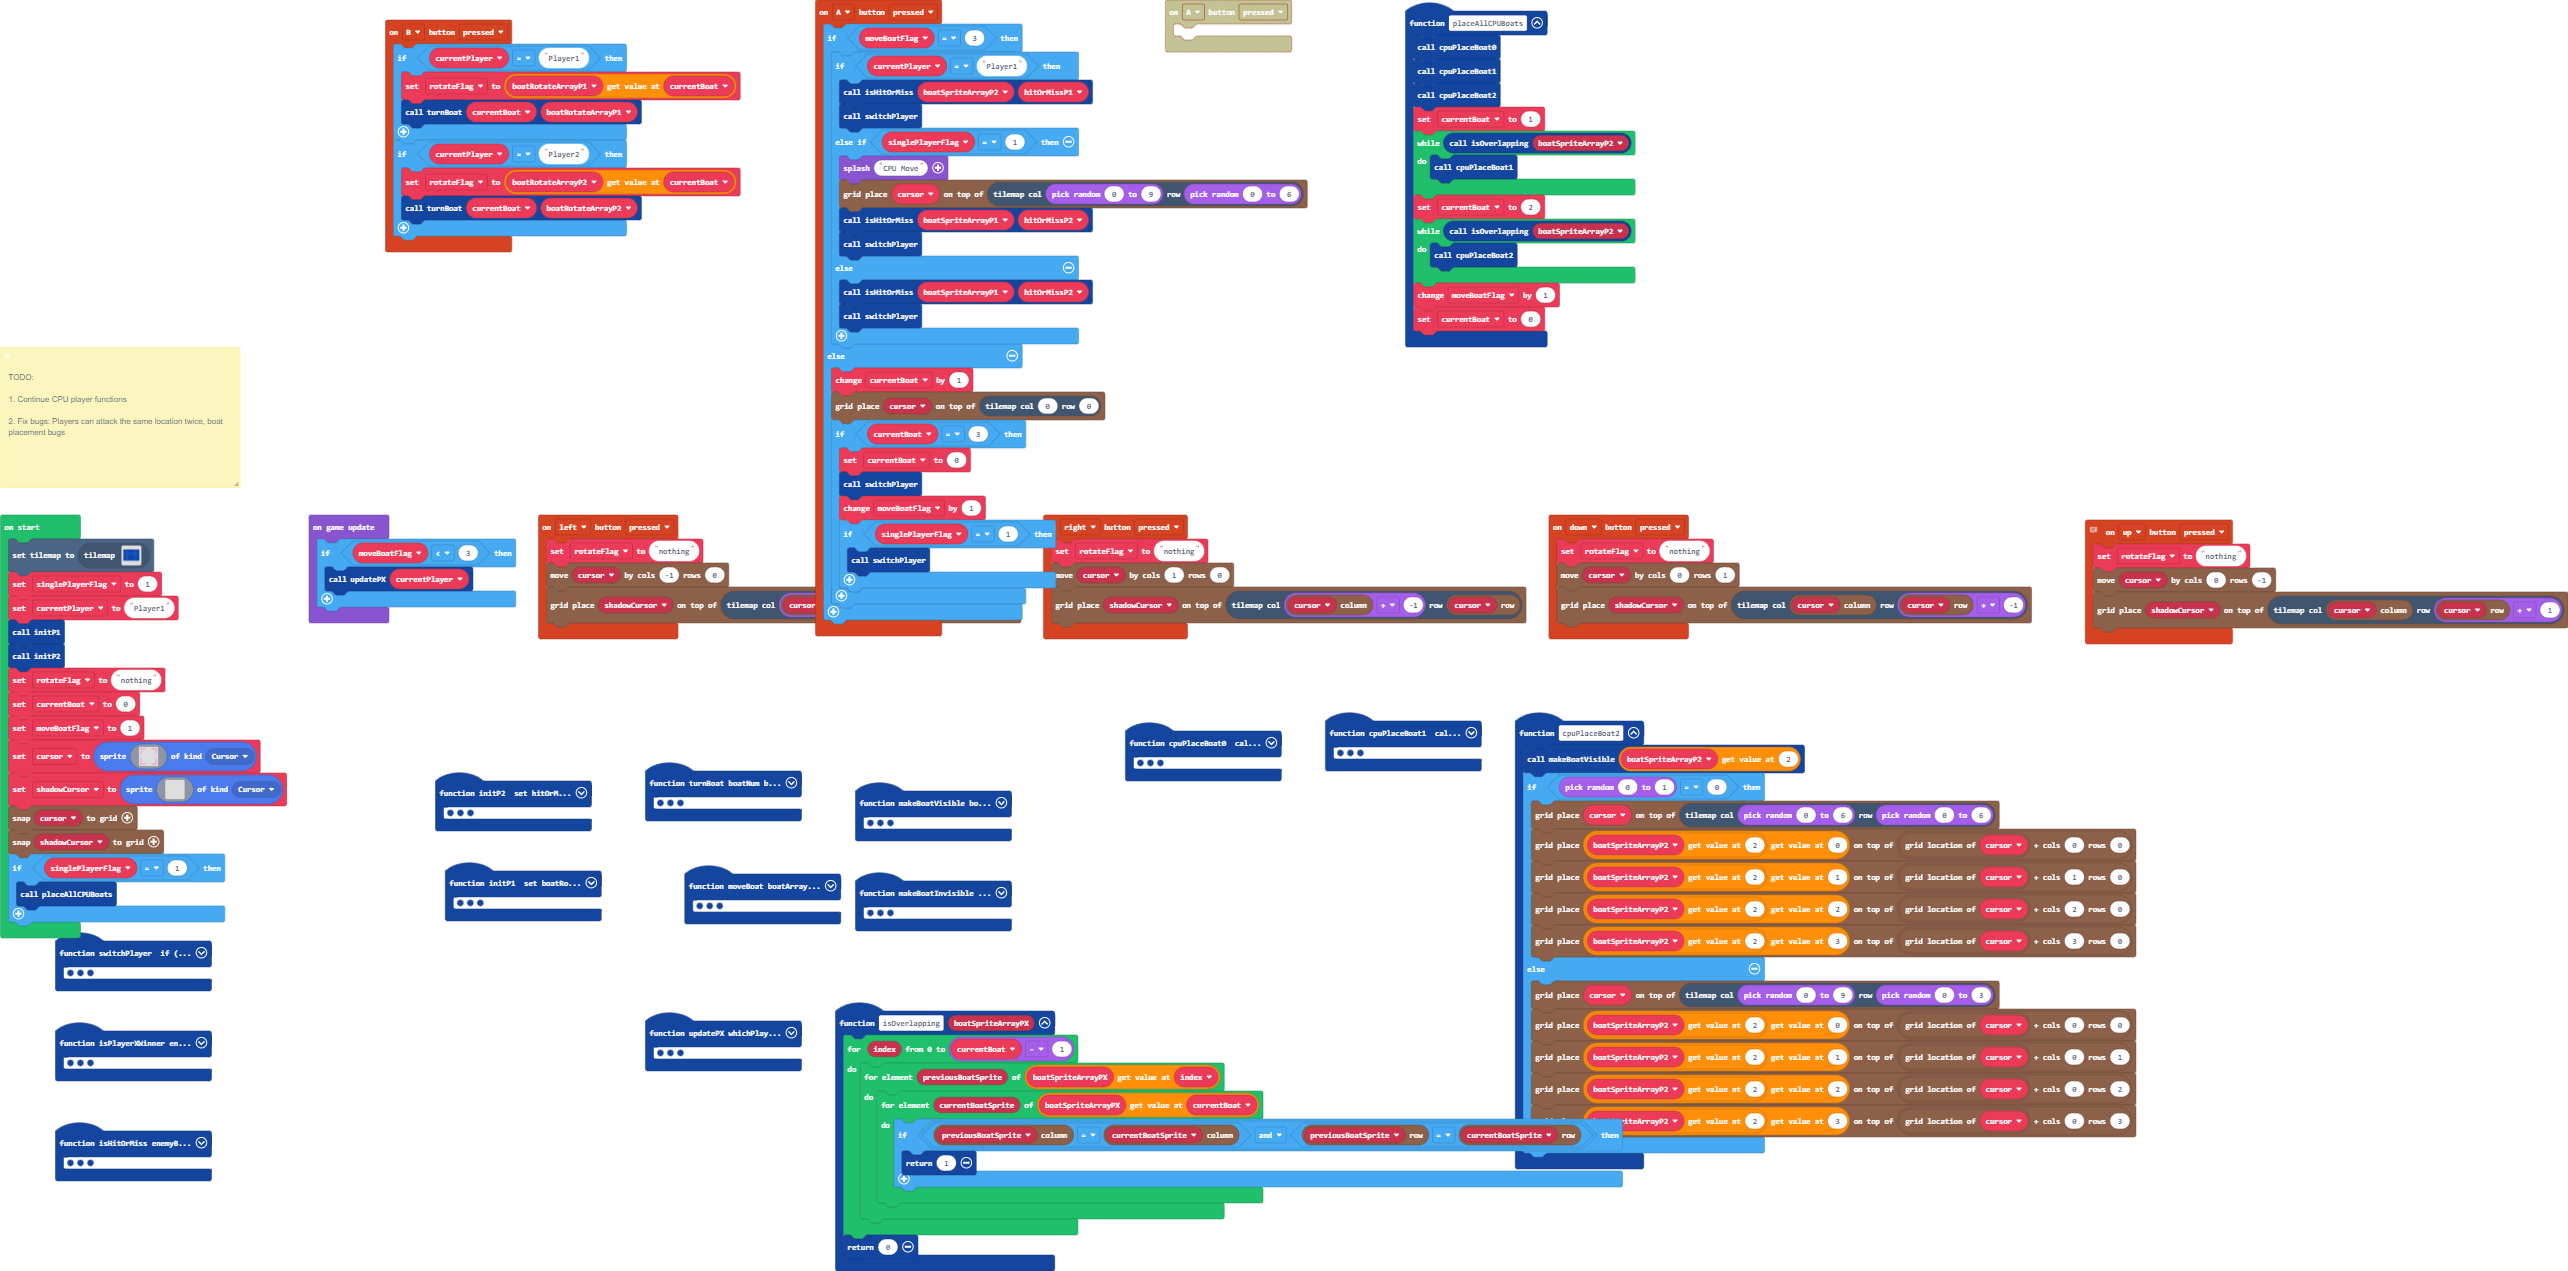 on B button pressed
if currentPlayer = "Player1" then
set rotateFlag to boatRotateArrayP1 get value at currentBoat
call turnBoat currentBoat boatRotateArrayP1
if currentPlayer = "Player2" then
set rotateFlag to boatRotateArrayP2 get value at currentBoat
call turnBoat currentBoat boatRotateArrayP2
on A button pressed
if moveBoatFlag = 3 then
if currentPlayer = "Player1" then
call isHitOrMiss boatSpriteArrayP2 hitOrMissP1
call switchPlayer
else if singlePlayerFlag = 1 then
splash "CPU Move"
grid place cursor on top of tilemap col pick random 0 to 9 row pick random 0 to 6
call isHitOrMiss boatSpriteArrayP1 hitOrMissP2
call switchPlayer
else
call isHitOrMiss boatSpriteArrayP1 hitOrMissP2
call switchPlayer
else
change currentBoat by 1
grid place cursor on top of tilemap col 0 row 0
if currentBoat = 3 then
set currentBoat to 0
call switchPlayer
change moveBoatFlag by 1
if singlePlayerFlag = 1 then
call switchPlayer
on A button pressed
function placeAllCPUBoats
call cpuPlaceBoat0
call cpuPlaceBoat1
call cpuPlaceBoat2
set currentBoat to 1
while call isOverlapping boatSpriteArrayP2
do call cpuPlaceBoat1
set currentBoat to 2
while call isOverlapping boatSpriteArrayP2
do call cpuPlaceBoat2
change moveBoatFlag by 1
set currentBoat to 0
TODO:
1. Continue CPU player functions
2. Fix bugs: Players can attack the same location twice, boat
placement bugs
on start
set tilemap to tilemap
set singlePlayerFlag to 1
set currentPlayer to "Player1"
call initP1
call initP2
set rotateFlag to "nothing"
set currentBoat to 0
set moveBoatFlag to 1
set cursor to sprite of kind Cursor
set shadowCursor to sprite of kind Cursor
snap cursor to grid
snap shadowCursor to grid
if singlePlayerFlag = 1 then
call placeAllCPUBoats
on game update
if moveBoatFlag < 3 then
call updatePX currentPlayer
on left button pressed
set rotateFlag to "nothing"
move cursor by cols -1 rows 0
grid place shadowCursor on top of tilemap col cursor
right button pressed
set rotateFlag to "nothing"
move cursor by cols 1 rows 0
grid place shadowCursor on top of tilemap col cursor column + -1 row cursor row
on down button pressed
set rotateFlag to "nothing"
move cursor by cols 0 rows 1
grid place shadowCursor on top of tilemap col cursor column row cursor row + -1
on up button pressed
set rotateFlag to "nothing"
move cursor by cols 0 rows -1
grid place shadowCursor on top of tilemap col cursor column row cursor row + 1
function switchPlayer if (...
function isPlayerXWinner en...
function isHitOrMiss enemyB...
function initP2 set hitOrM...
function initP1 set boatRo...
function turnBoat boatNum b...
function moveBoat boatArray...
function makeBoatVisible bo...
function makeBoatInvisible ...
function updatePX whichPlay...
function cpuPlaceBoat0 cal...
function cpuPlaceBoat1 cal...
function cpuPlaceBoat2
call makeBoatVisible boatSpriteArrayP2 get value at 2
if pick random 0 to 1 = 0 then
grid place cursor on top of tilemap col pick random 0 to 6 row pick random 0 to 6
grid place boatSpriteArrayP2 get value at 2 get value at 0 on top of grid location of cursor + cols 0 rows 0
grid place boatSpriteArrayP2 get value at 2 get value at 1 on top of grid location of cursor + cols 1 rows 0
grid place boatSpriteArrayP2 get value at 2 get value at 2 on top of grid location of cursor + cols 2 rows 0
grid place boatSpriteArrayP2 get value at 2 get value at 3 on top of grid location of cursor + cols 3 rows 0
else
grid place cursor on top of tilemap col pick random 0 to 9 row pick random 0 to 3
grid place boatSpriteArrayP2 get value at 2 get value at 0 on top of grid location of cursor + cols 0 rows 0
grid place boatSpriteArrayP2 get value at 2 get value at 1 on top of grid location of cursor + cols 0 rows 1
grid place boatSpriteArrayP2 get value at 2 get value at 2 on top of grid location of cursor + cols 0 rows 2
get value at 2 get value at 3 on top of grid location of cursor + cols 0 rows 3
function isOverlapping boatSpriteArrayPX
for index from 0 to currentBoat - 1
do for element previousBoatSprite of boatSpriteArrayPX get value at index
do for element currentBoatSprite of boatSpriteArrayPX get value at currentBoat
do if previousBoatSprite column = currentBoatSprite column and previousBoatSprite row = currentBoatSprite row then
return 1
return 0